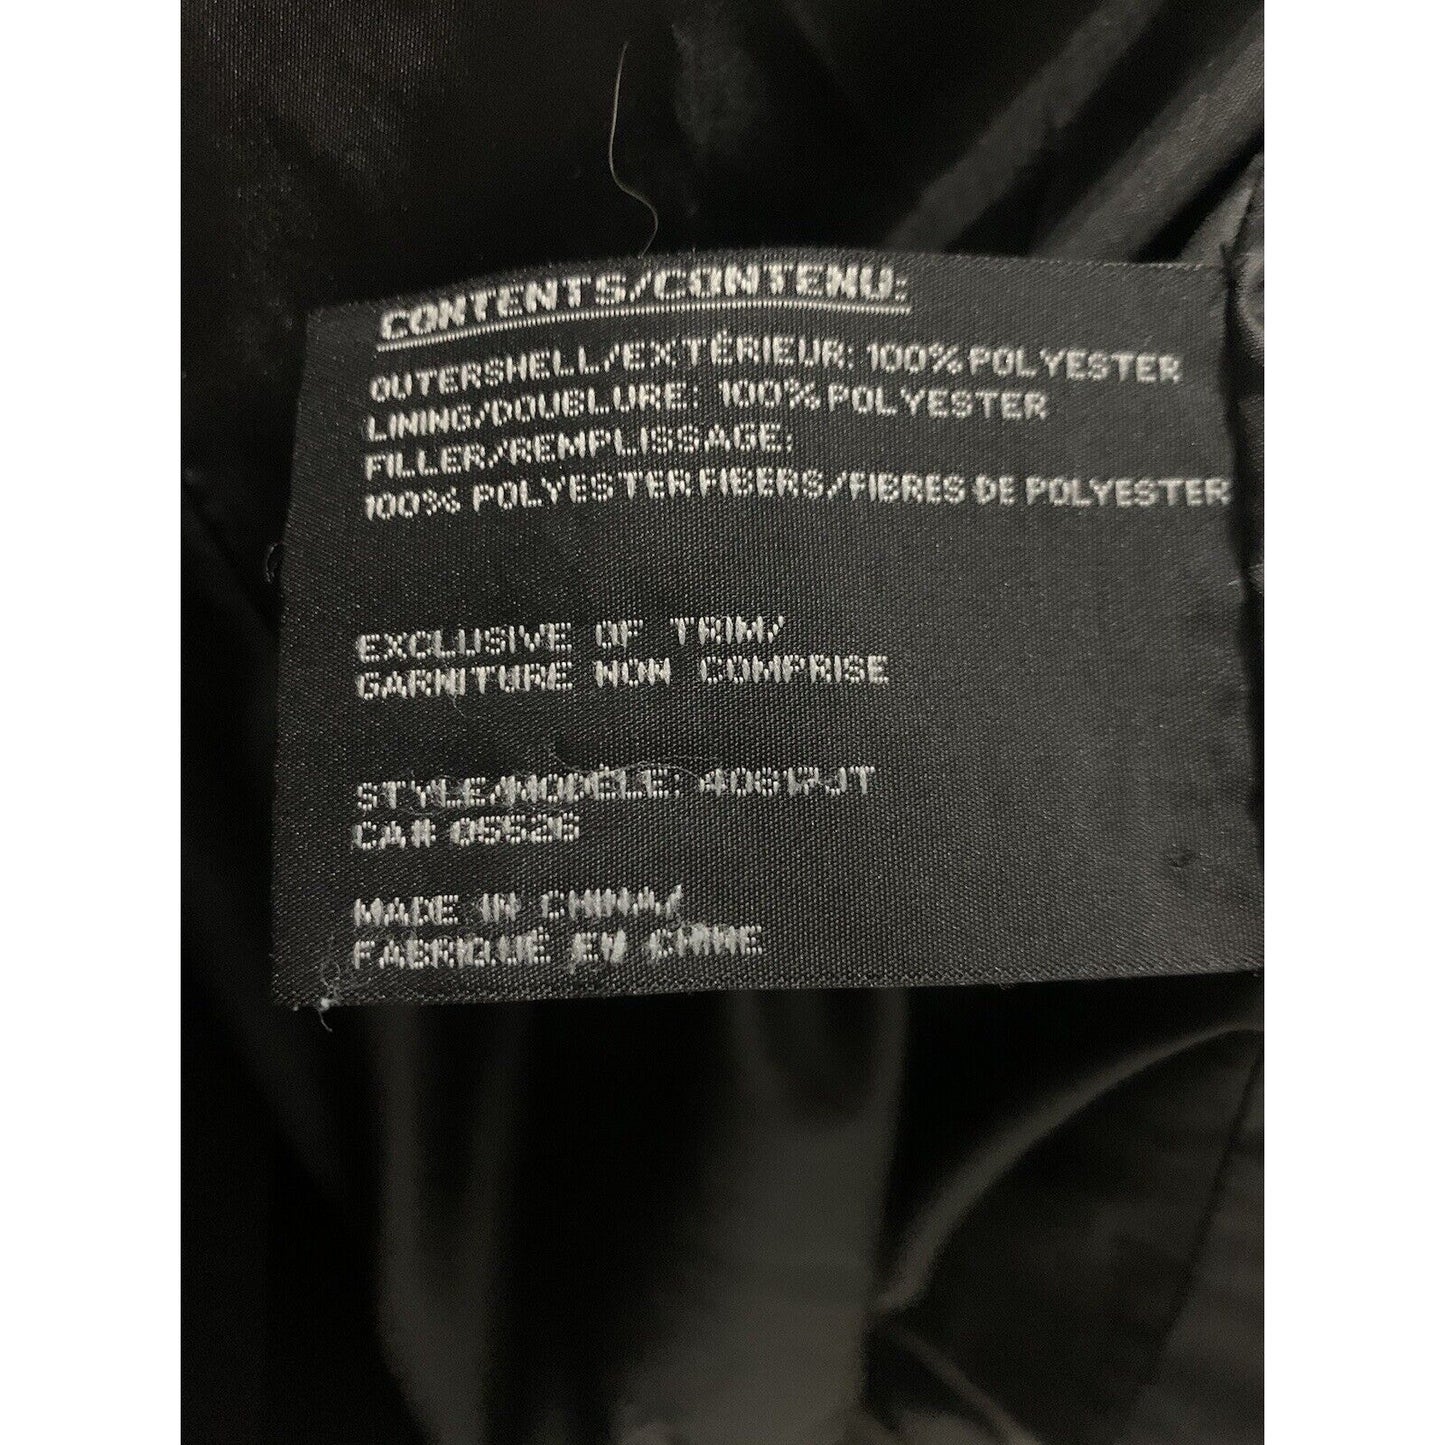 CONTENTS/CONTENU:
OUTERSHELL/EXTÉRIEUR: 100% POLYESTER
LINING/DOUBLURE: 100% POLYESTER
FILLER/REMPLISSAGE:
100% POLYESTER FIBERS/FIBRES DE POLYESTER
EXCLUSIVE OF TRIM/
GARNITURE NON COMPRISE
STYLE/MODÈLE:
CA# 05526
MADE IN CHINA/
FABRIQUÉ EN CHINE